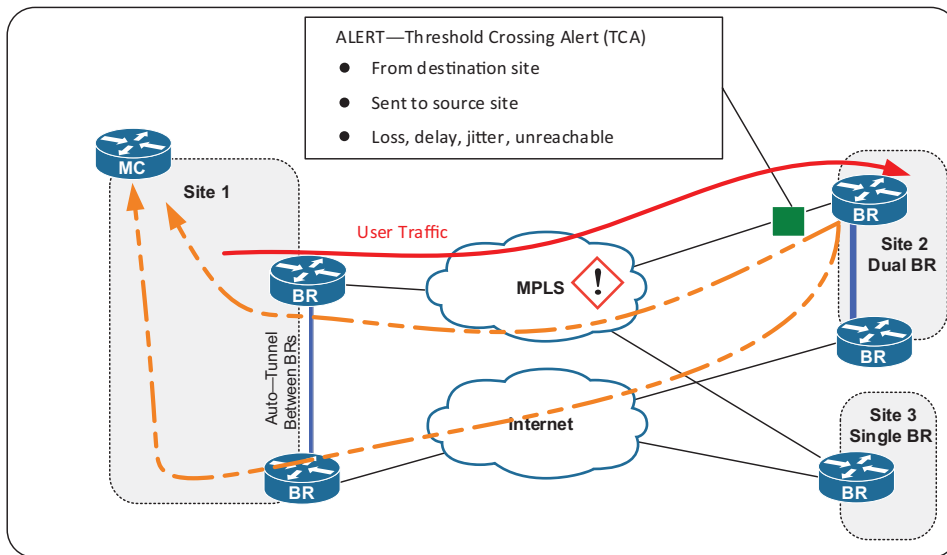 ALERT—Threshold Crossing Alert (TCA)
● From destination site
● Sent to source site
● Loss, delay, jitter, unreachable
MC
Site 1
User Traffic
BR
MPLS
!
BR
Site 2
Dual BR
Auto—Tunnel
Between BRs
BR
Internet
Site 3
Single BR
BR
BR